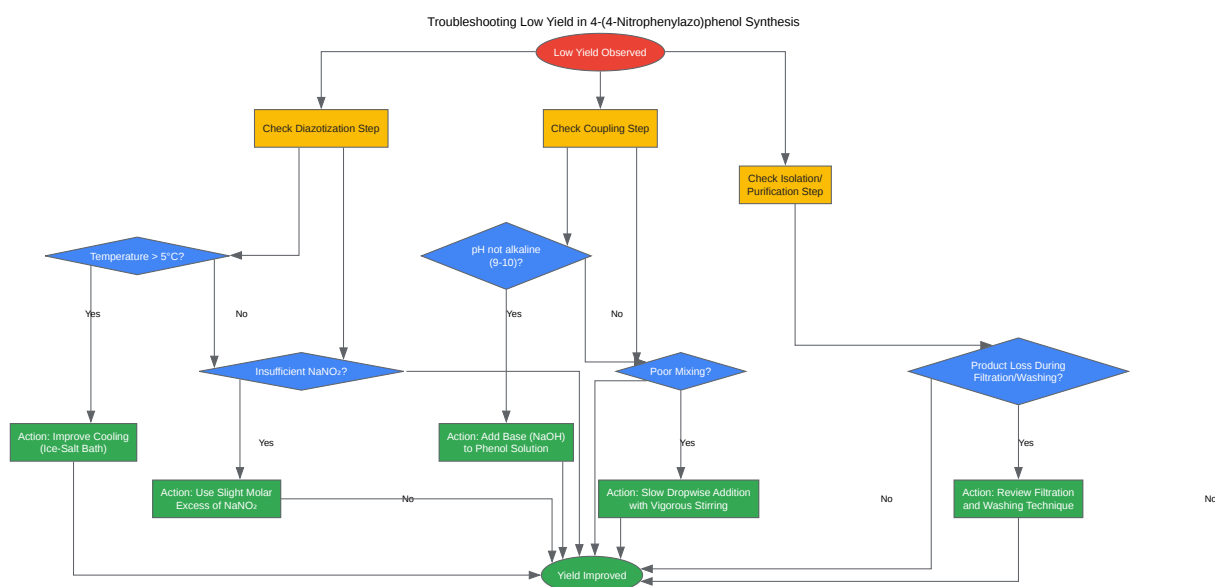 Troubleshooting Low Yield in 4-(4-Nitrophenylazo)phenol Synthesis
Low Yield Observed
Check Diazotization Step
Check Coupling Step
Check Isolation/
Purification Step
Temperature > 5°C?
pH not alkaline
(9-10)?
Yes
No
Yes
No
Insufficient NaNO₂?
Poor Mixing?
Product Loss During
Filtration/Washing?
Action: Improve Cooling
(Ice-Salt Bath)
Yes
Action: Add Base (NaOH)
to Phenol Solution
Yes
Yes
Action: Use Slight Molar
Excess of NaNO₂
No
Action: Slow Dropwise Addition
with Vigorous Stirring
No
Action: Review Filtration
and Washing Technique
No
Yield Improved